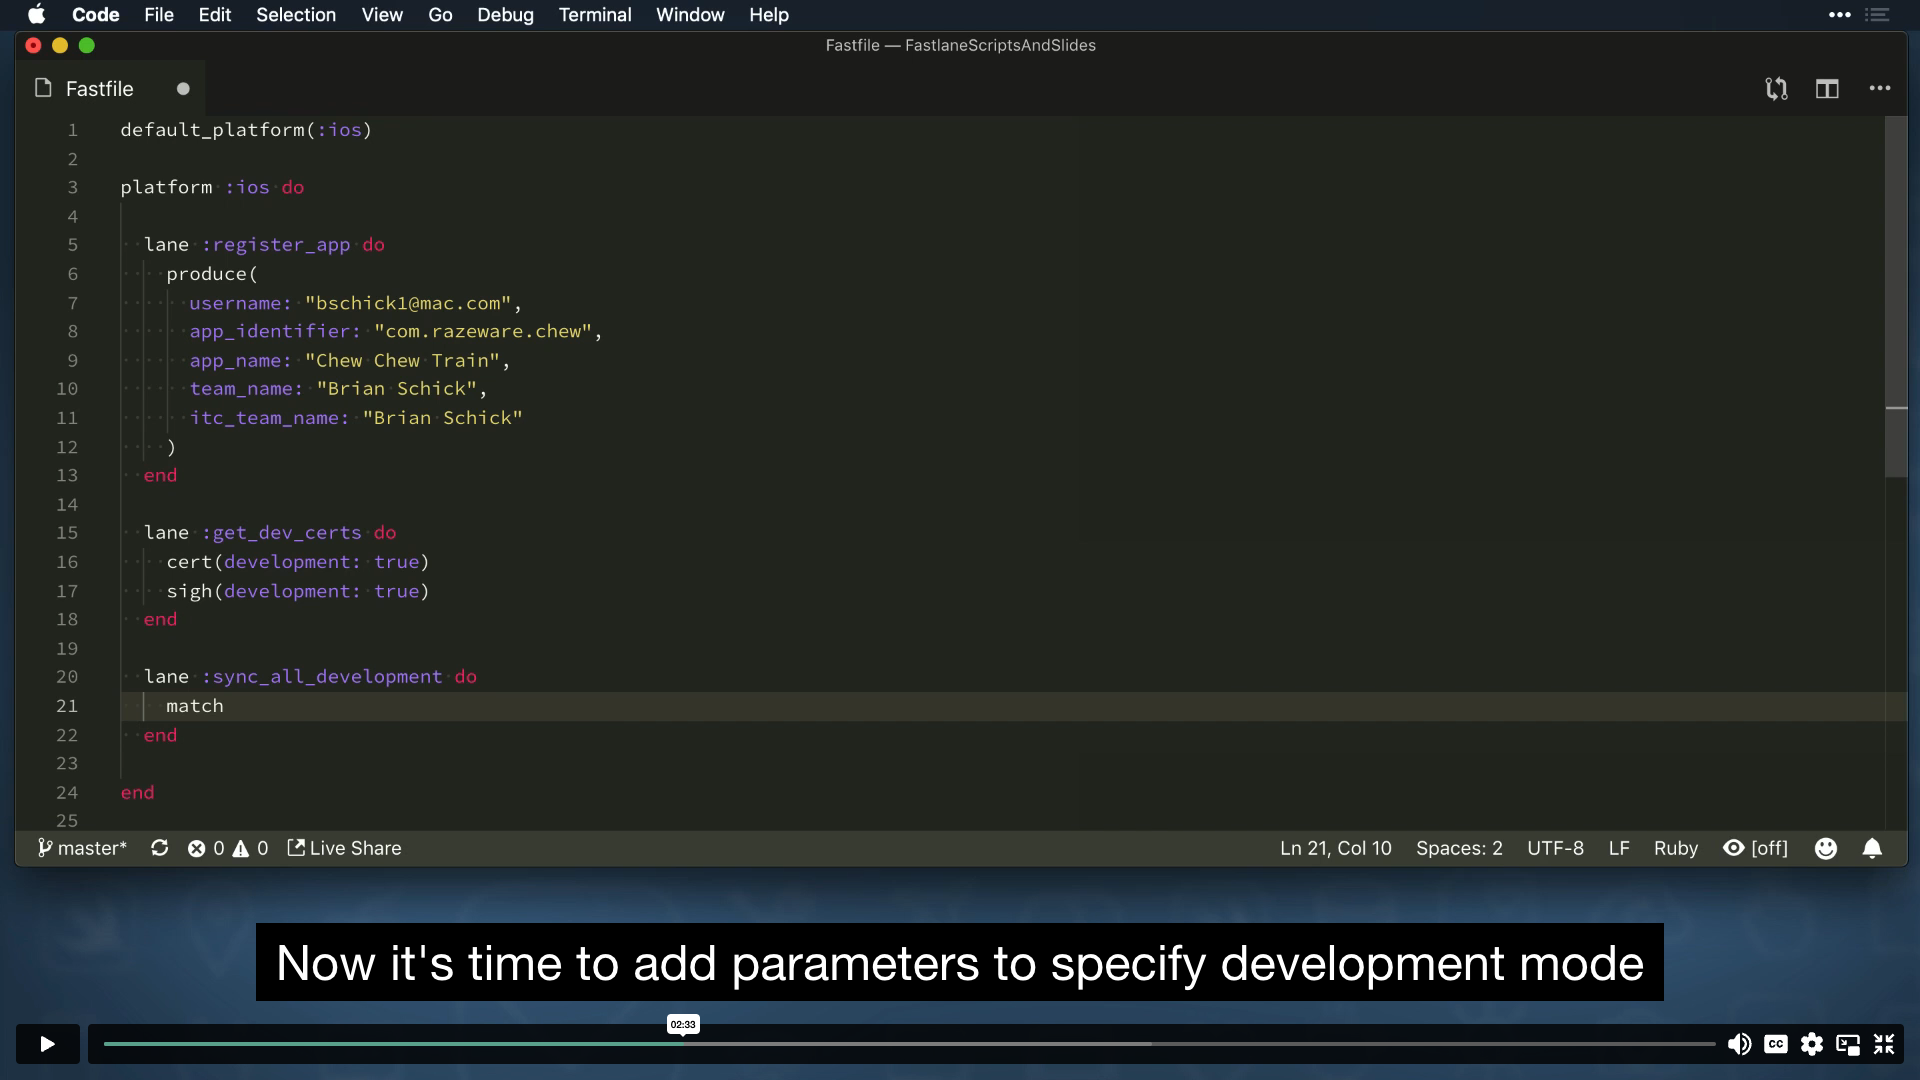 Code File Edit Selection View Go Debug Terminal Window Help
Fastfile — FastlaneScriptsAndSlides
Fastfile
1 default_platform(:ios)
2
3 platform :ios do
4
5 lane :register_app do
6 produce(
7 username: "bschick1@mac.com",
8 app_identifier: "com.razeware.chew",
9 app_name: "Chew Chew Train",
10 team_name: "Brian Schick",
11 itc_team_name: "Brian Schick"
12 )
13 end
14
15 lane :get_dev_certs do
16 cert(development: true)
17 sigh(development: true)
18 end
19
20 lane :sync_all_development do
21 match
22 end
23
24 end
25
master* 0 0 Live Share Ln 21, Col 10 Spaces: 2 UTF-8 LF Ruby [off]
Now it's time to add parameters to specify development mode
02:33
CC